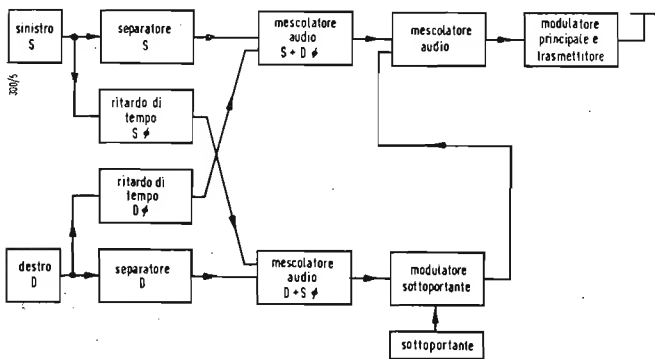 sinistro
S
separatore
S
mescolatore
audio
S + D ϕ
mescolatore
audio
modulatore
principale e
trasmettitore
300/5
ritardo di
tempo
S ϕ
ritardo di
tempo
D ϕ
destro
D
separatore
D
mescolatore
audio
D + S ϕ
modulatore
sottoportante
sottoportante